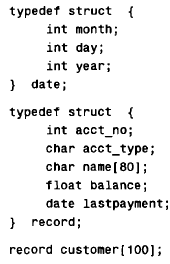 typedef struct {
int month;
int day;
int year;
} date;
typedef struct {
int acct_no;
char acct_type;
char name[80];
float balance;
date lastpayment;
} record;
record customer[100];